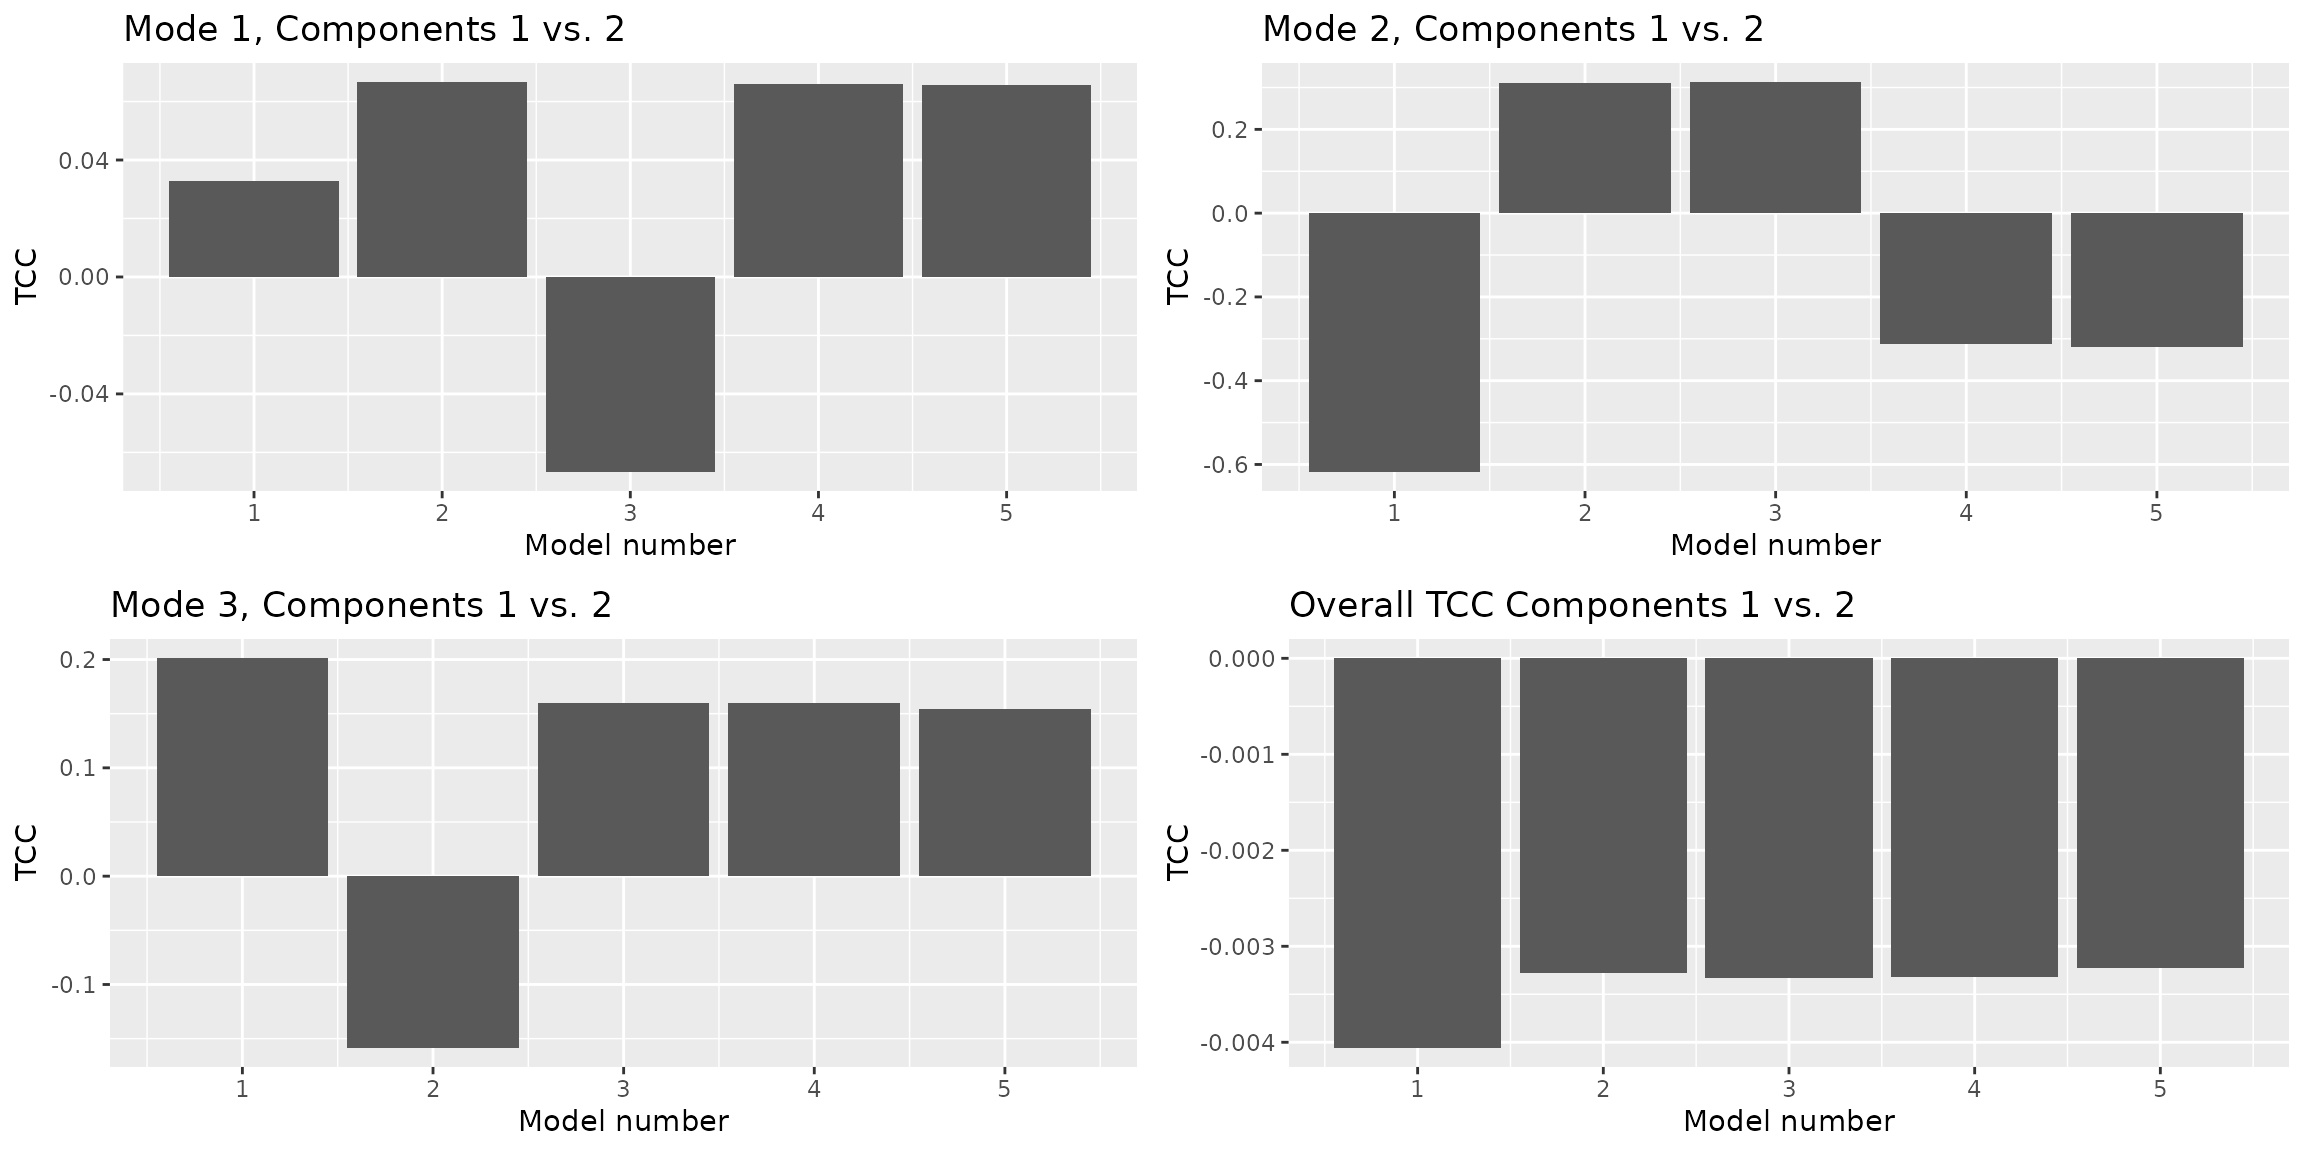 Mode 1, Components 1 vs. 2
TCC
0.04
0.00
-0.04
1 2 3 4 5
Model number
Mode 2, Components 1 vs. 2
TCC
0.2
0.0
-0.2
-0.4
-0.6
1 2 3 4 5
Model number
Mode 3, Components 1 vs. 2
TCC
0.2
0.1
0.0
-0.1
1 2 3 4 5
Model number
Overall TCC Components 1 vs. 2
TCC
0.000
-0.001
-0.002
-0.003
-0.004
1 2 3 4 5
Model number